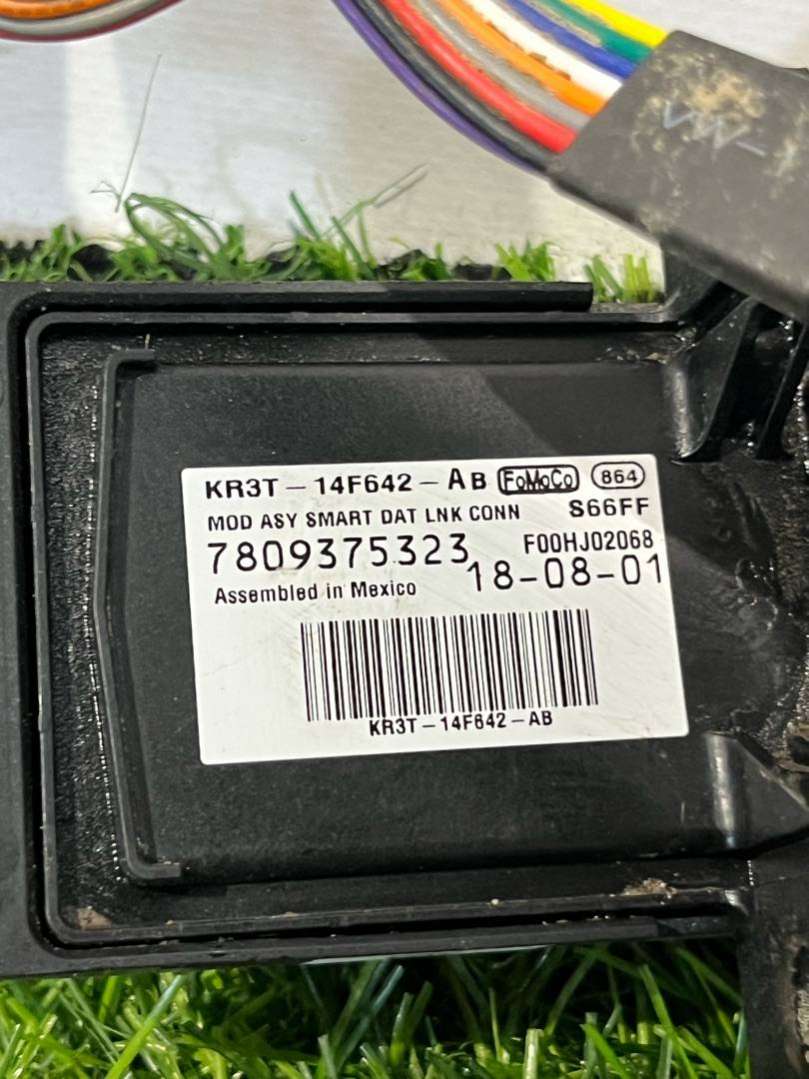 KR3T-14F642-AB FoMoCo 864
MOD ASY SMART DAT LNK CONN S66FF
7809375323 F00HJ02068
Assembled in Mexico 18-08-01
KR3T-14F642-AB